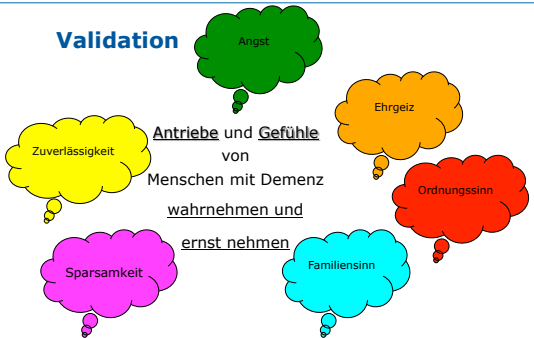 Validation
Angst
Ehrgeiz
Antriebe und Gefühle
von
Menschen mit Demenz
wahrnehmen und
ernst nehmen
Zuverlässigkeit
Ordnungssinn
Sparsamkeit
Familiensinn